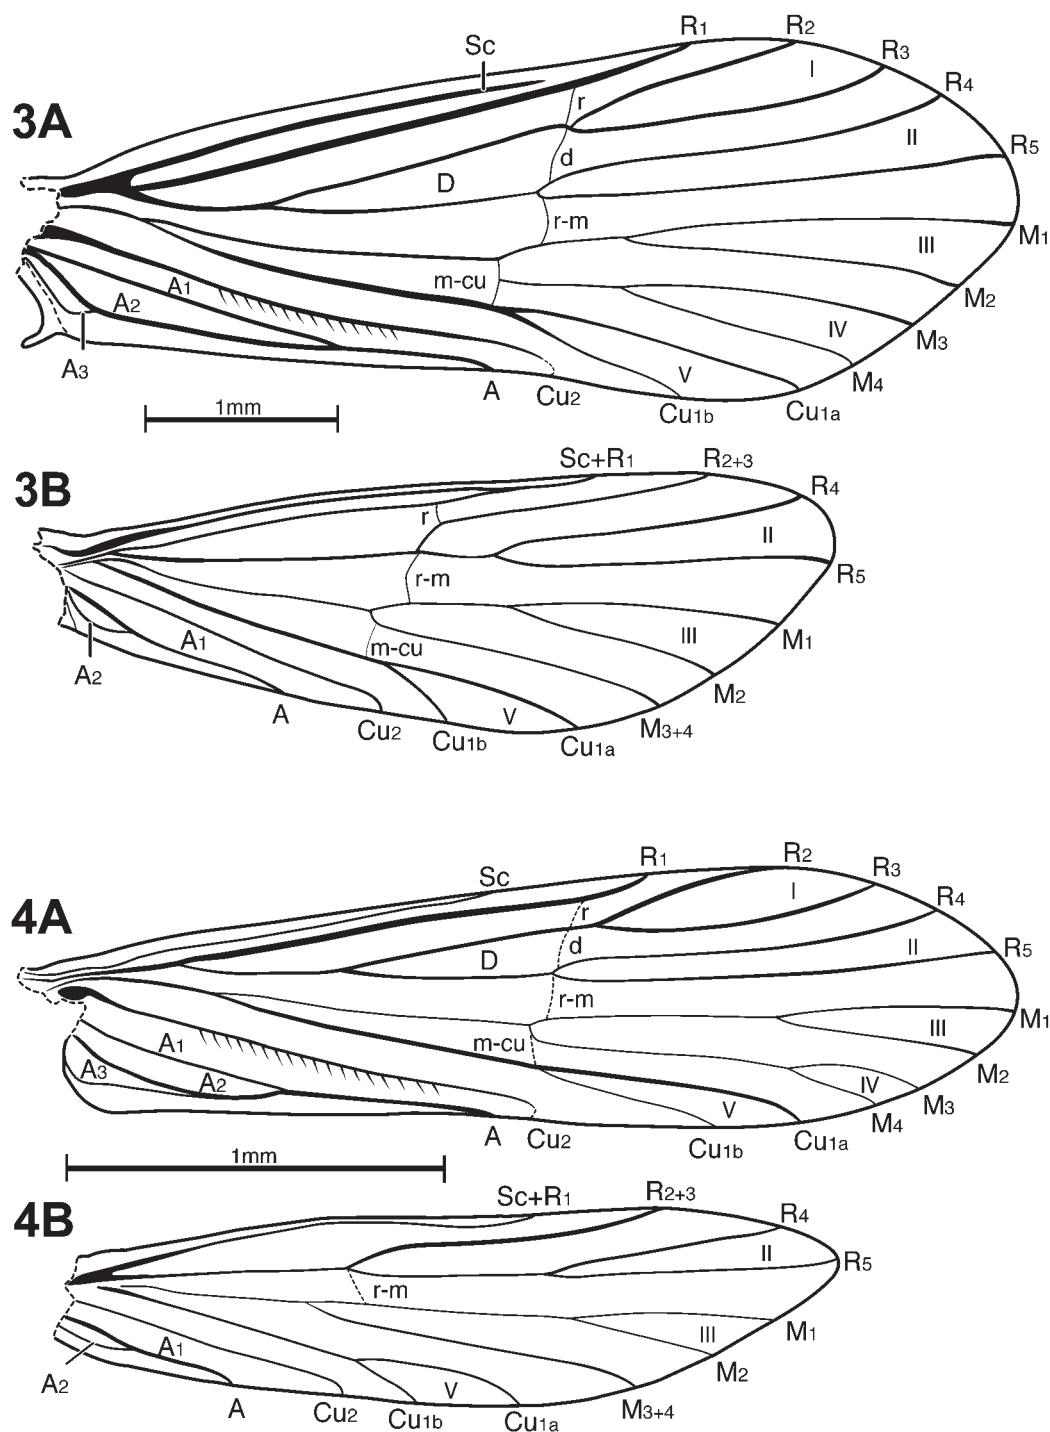 3A
Sc R1 R2 R3 R4 R5
r I II
d
D
r-m
III
M1
m-cu
A1
A2
IV
M2
M3
A3
V
M4
A Cu2 Cu1b Cu1a
1mm
3B
Sc+R1 R2+3 R4
r
II
R5
r-m
III
M1
A1
m-cu
A2
M2
V
A Cu2 Cu1b Cu1a M3+4
4A
Sc R1 R2 R3 R4 R5
r I
d
II
D
r-m
M1
III
m-cu
A1
A3
A2
IV
M2
M3
V
A Cu2 Cu1b Cu1a M4
1mm
4B
Sc+R1 R2+3 R4
II
R5
r-m
III
M1
A1
M2
A2
V
A Cu2 Cu1b Cu1a M3+4